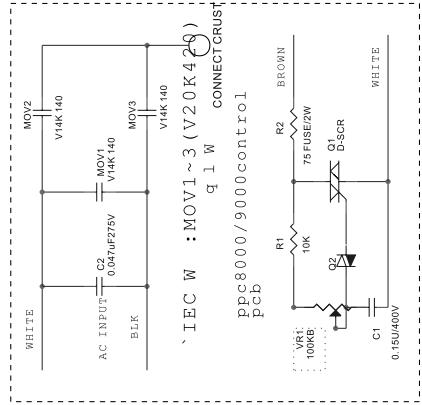 MOV2
V14K 140
MOV3
V14K 140
CONNECT CRUST
MOV1
V14K 140
C2
0.047uF275V
WHITE
AC INPUT
BLK
`IEC W :MOV1~3(V20K420)
q l W
ppc8000/9000control
pcb
BROWN
WHITE
R2
75 FUSE/2W
Q1
D-SCR
R1
10K
Q2
VR1
100KB
C1
0.15U/400V